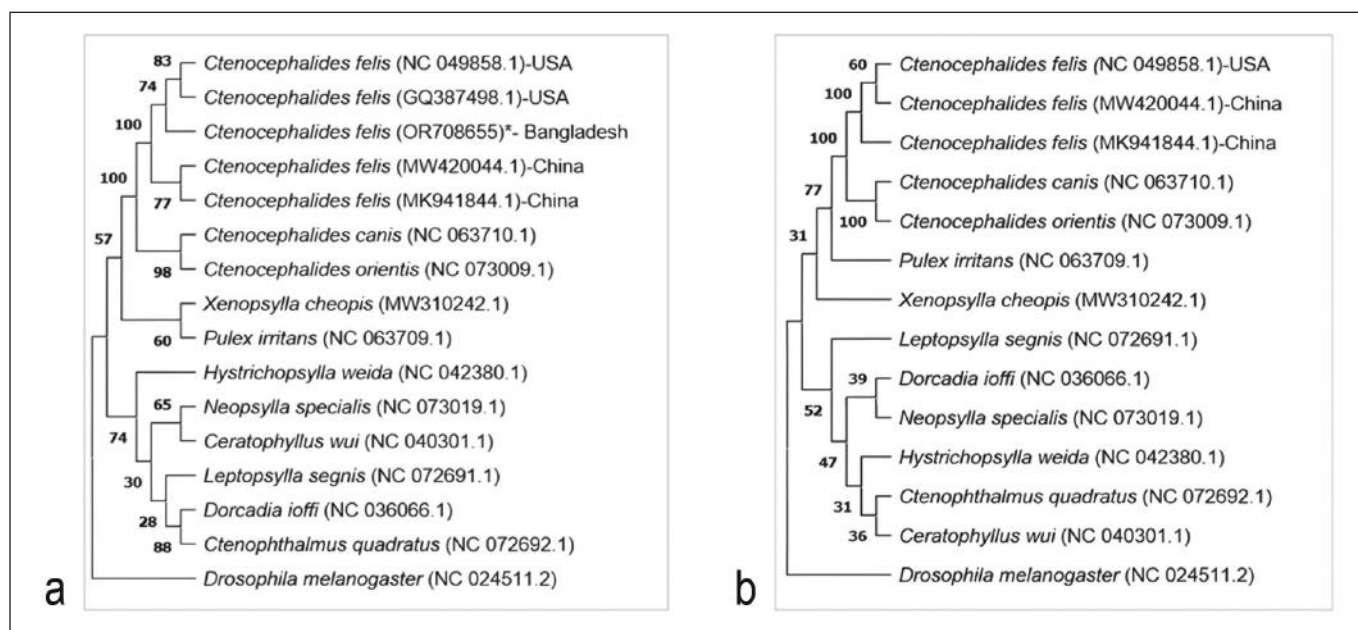 83
Ctenocephalides felis (NC 049858.1)-USA
74
Ctenocephalides felis (GQ387498.1)-USA
100
Ctenocephalides felis (OR708655)*- Bangladesh
Ctenocephalides felis (MW420044.1)-China
100
77
Ctenocephalides felis (MK941844.1)-China
57
Ctenocephalides canis (NC 063710.1)
98
Ctenocephalides orientis (NC 073009.1)
Xenopsylla cheopis (MW310242.1)
60
Pulex irritans (NC 063709.1)
Hystrichopsylla weida (NC 042380.1)
65
Neopsylla specialis (NC 073019.1)
74
Ceratophyllus wui (NC 040301.1)
30
Leptopsylla segnis (NC 072691.1)
28
Dorcadia ioffi (NC 036066.1)
88
Ctenophthalmus quadratus (NC 072692.1)
Drosophila melanogaster (NC 024511.2)
a
60
Ctenocephalides felis (NC 049858.1)-USA
100
Ctenocephalides felis (MW420044.1)-China
100
Ctenocephalides felis (MK941844.1)-China
77
Ctenocephalides canis (NC 063710.1)
100
Ctenocephalides orientis (NC 073009.1)
31
Pulex irritans (NC 063709.1)
Xenopsylla cheopis (MW310242.1)
Leptopsylla segnis (NC 072691.1)
39
Dorcadia ioffi (NC 036066.1)
52
Neopsylla specialis (NC 073019.1)
47
Hystrichopsylla weida (NC 042380.1)
31
Ctenophthalmus quadratus (NC 072692.1)
36
Ceratophyllus wui (NC 040301.1)
Drosophila melanogaster (NC 024511.2)
b